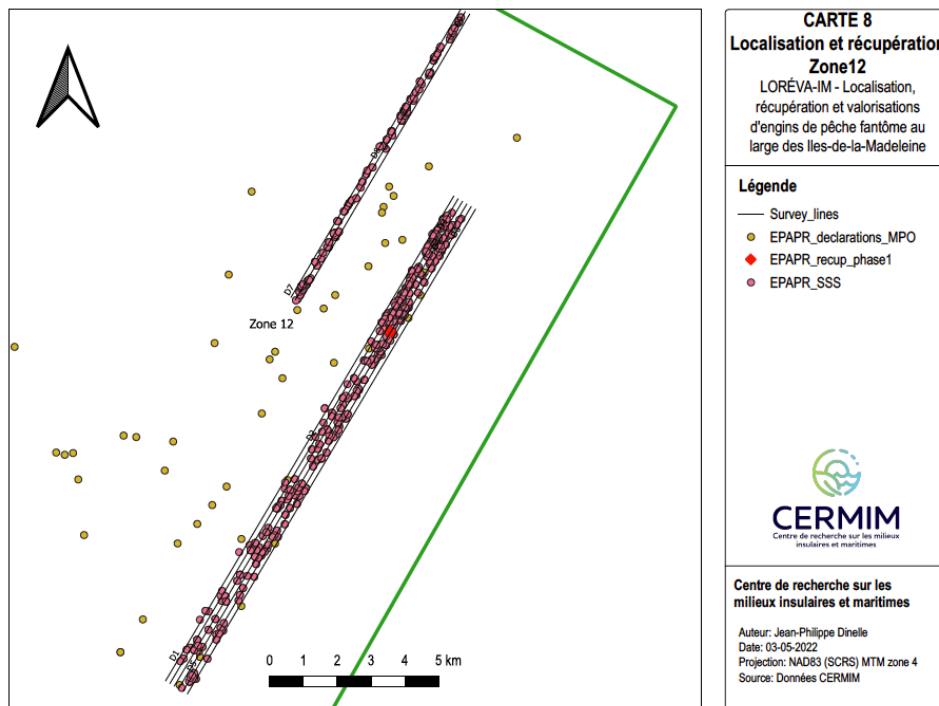 CARTE 8
Localisation et récupération
Zone12
LORÉVA-IM - Localisation,
récupération et valorisations
d'engins de pêche fantôme au
large des Iles-de-la-Madeleine
Légende
Survey_lines
EPAPR_declarations_MPO
EPAPR_recup_phase1
EPAPR_SSS
D7
Zone 12
D1
0 1 2 3 4 5 km
CERMIM
Centre de recherche sur les milieux
insulaires et maritimes
Centre de recherche sur les
milieux insulaires et maritimes
Auteur: Jean-Philippe Dinelle
Date: 03-05-2022
Projection: NAD83 (SCRS) MTM zone 4
Source: Données CERMIM